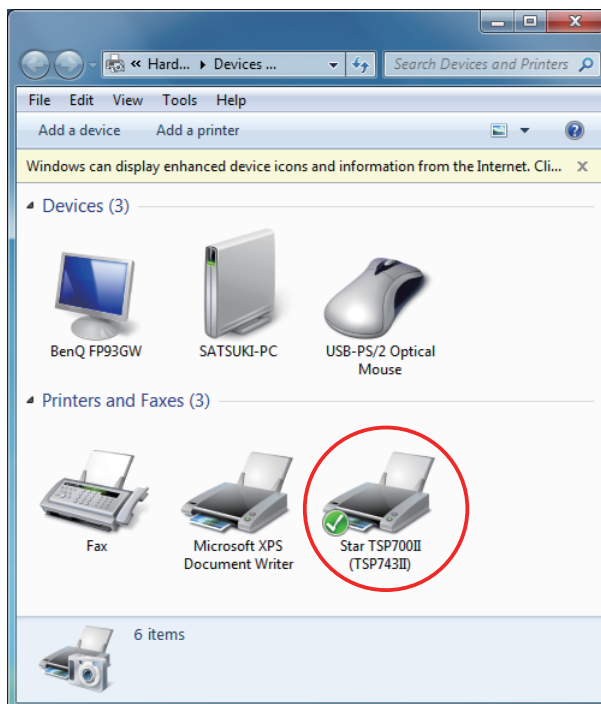 « Hard... ▸ Devices ...
Search Devices and Printers
File Edit View Tools Help
Add a device Add a printer
Windows can display enhanced device icons and information from the Internet. Cli... x
Devices (3)
BenQ FP93GW
SATSUKI-PC
USB-PS/2 Optical
Mouse
Printers and Faxes (3)
Fax
Microsoft XPS
Document Writer
Star TSP700II
(TSP743II)
6 items